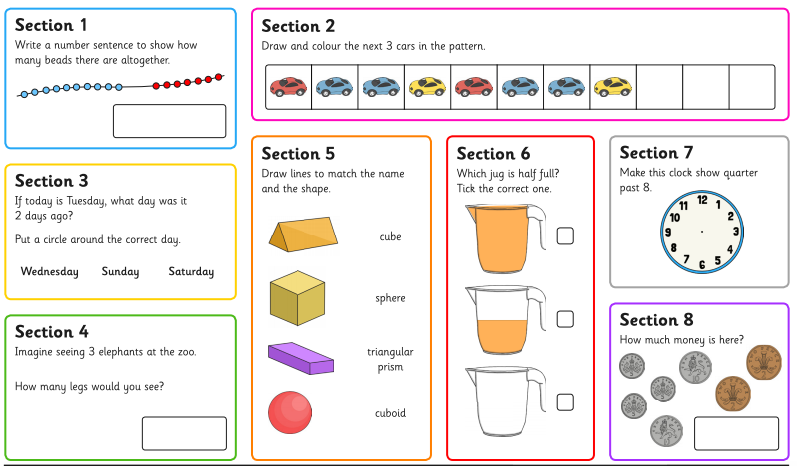 Section 1
Write a number sentence to show how
many beads there are altogether.
Section 2
Draw and colour the next 3 cars in the pattern.
Section 3
If today is Tuesday, what day was it
2 days ago?
Put a circle around the correct day.
Wednesday Sunday Saturday
Section 4
Imagine seeing 3 elephants at the zoo.
How many legs would you see?
Section 5
Draw lines to match the name
and the shape.
cube
sphere
triangular
prism
cuboid
Section 6
Which jug is half full?
Tick the correct one.
Section 7
Make this clock show quarter
past 8.
12
1
2
3
4
5
6
7
8
9
10
11
Section 8
How much money is here?